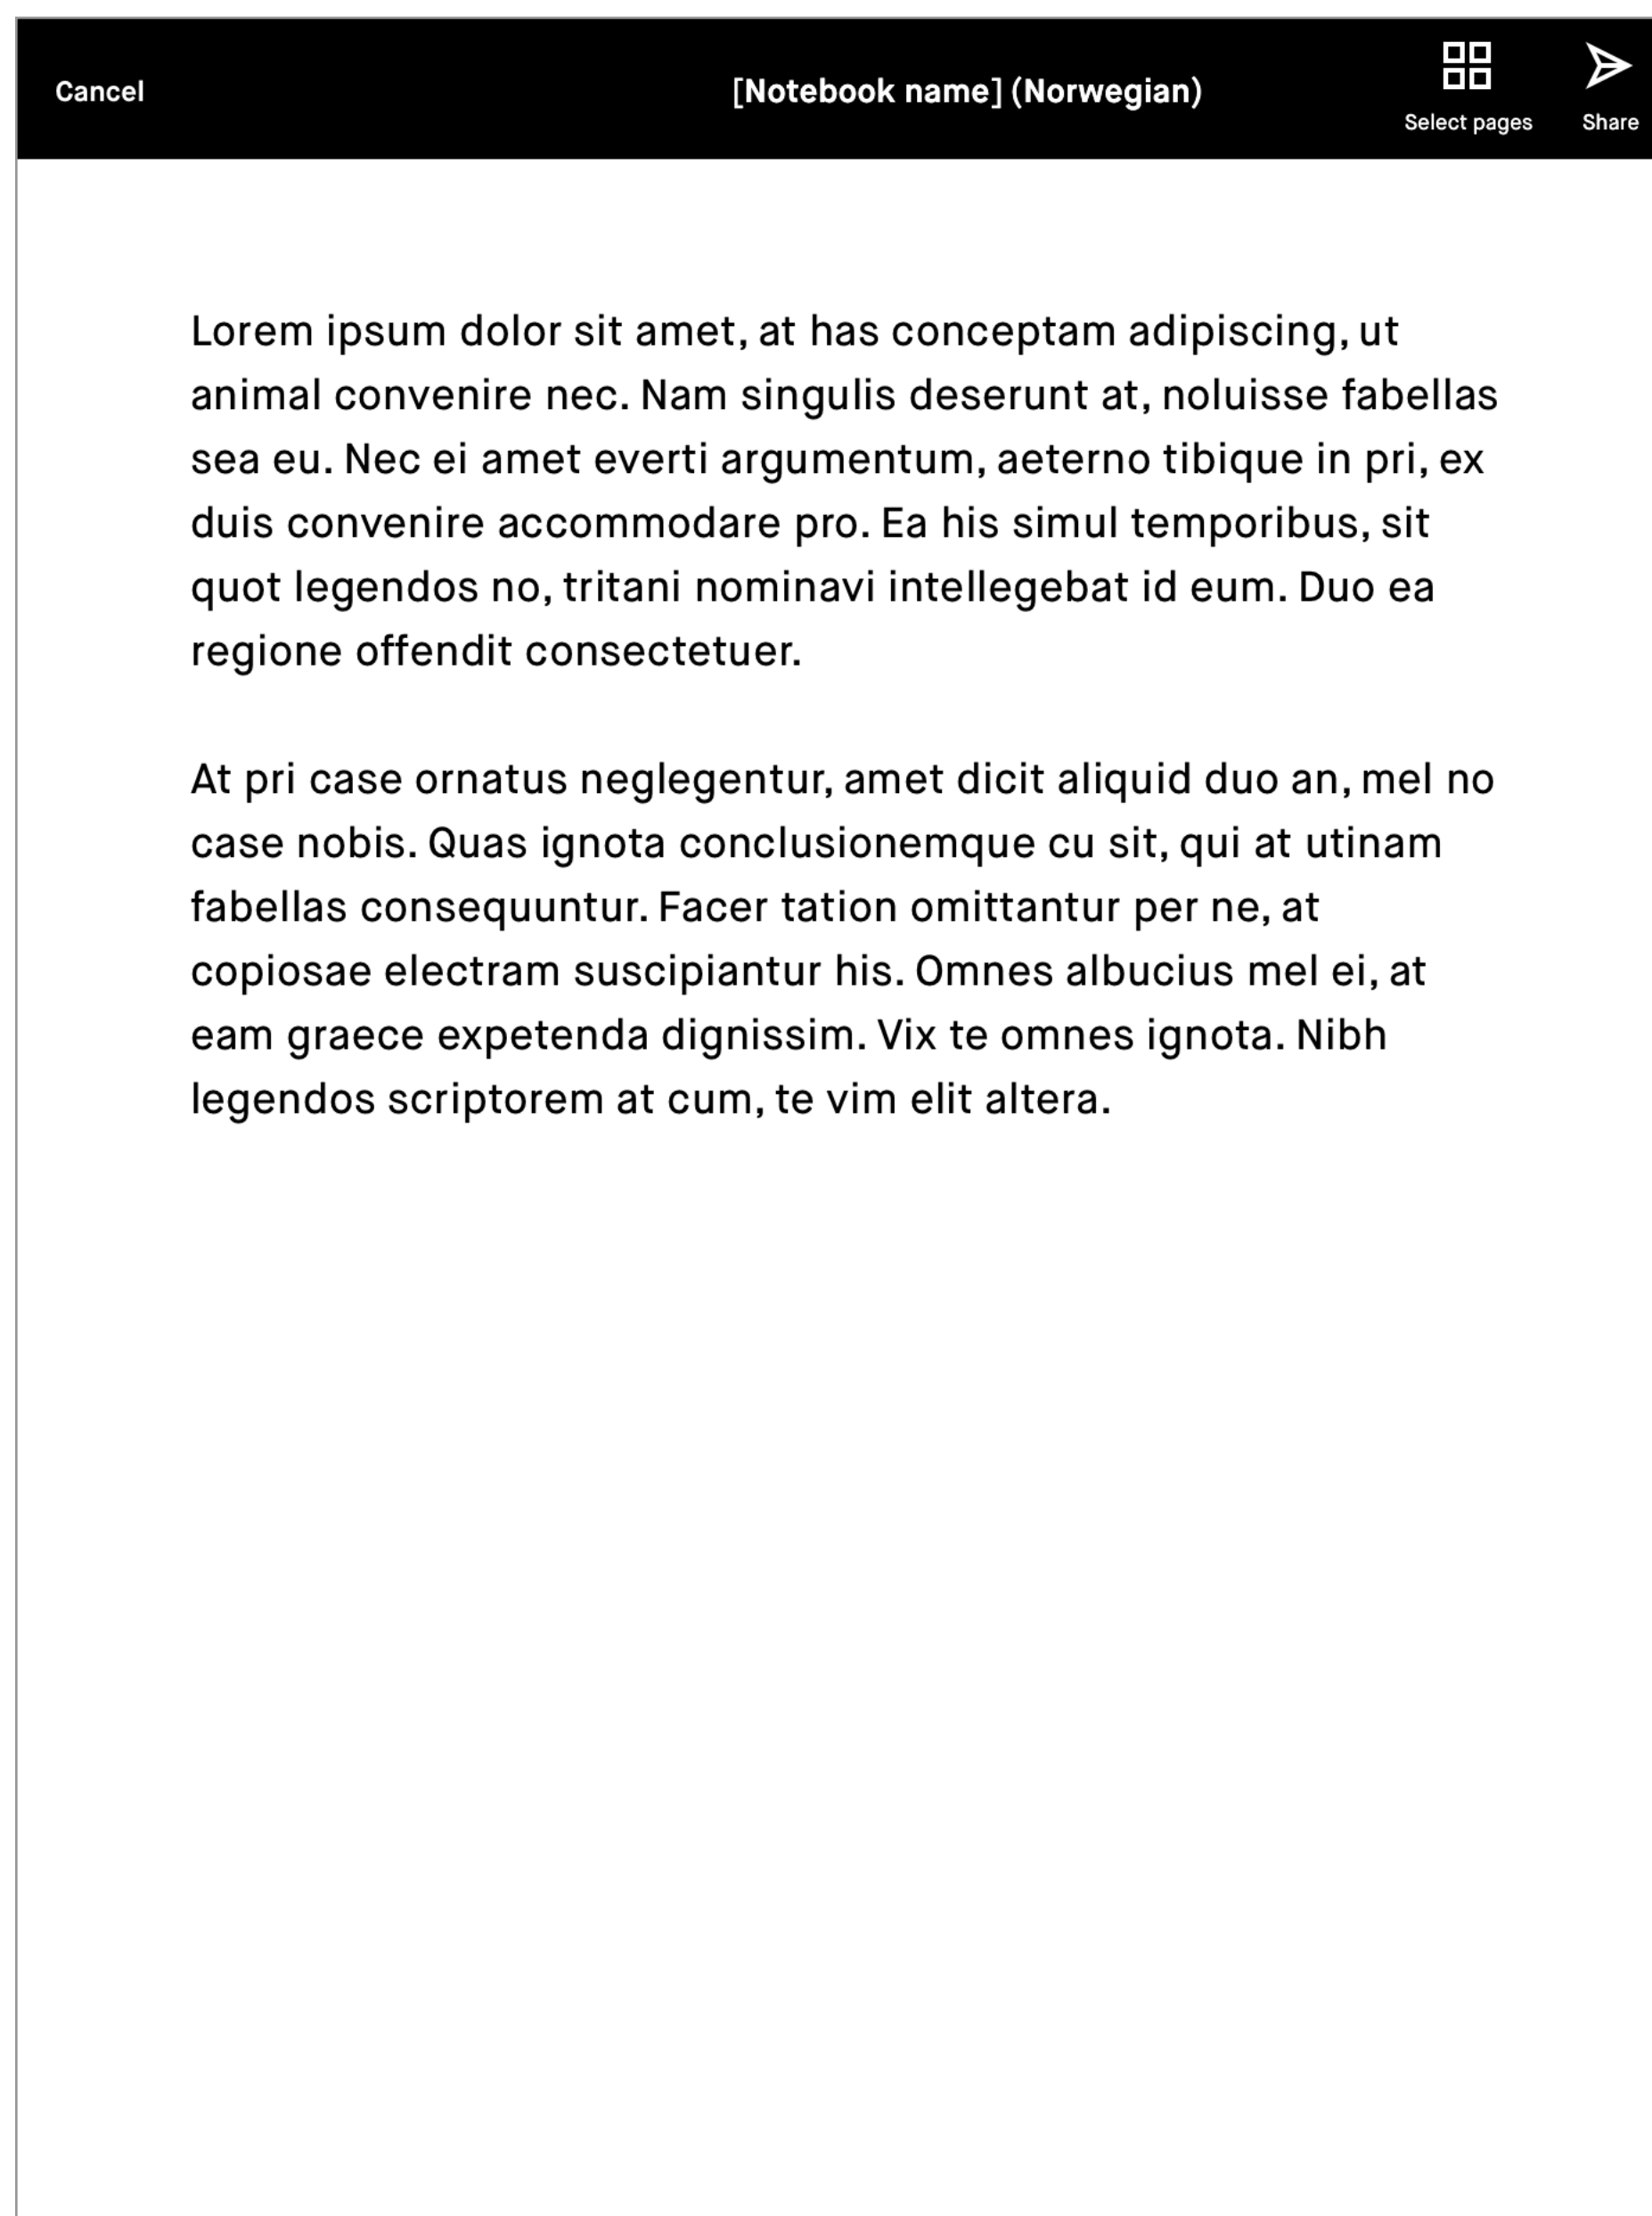 Cancel
[Notebook name] (Norwegian)
Select pages
Share
Lorem ipsum dolor sit amet, at has conceptam adipiscing, ut
animal convenire nec. Nam singulis deserunt at, noluisse fabellas
sea eu. Nec ei amet everti argumentum, aeterno tibique in pri, ex
duis convenire accommodare pro. Ea his simul temporibus, sit
quot legendos no, tritani nominavi intellegebat id eum. Duo ea
regione offendit consectetuer.
At pri case ornatus neglegentur, amet dicit aliquid duo an, mel no
case nobis. Quas ignota conclusionemque cu sit, qui at utinam
fabellas consequuntur. Facer tation omittantur per ne, at
copiosae electram suscipiantur his. Omnes albucius mel ei, at
eam graece expetenda dignissim. Vix te omnes ignota. Nibh
legendos scriptorem at cum, te vim elit altera.